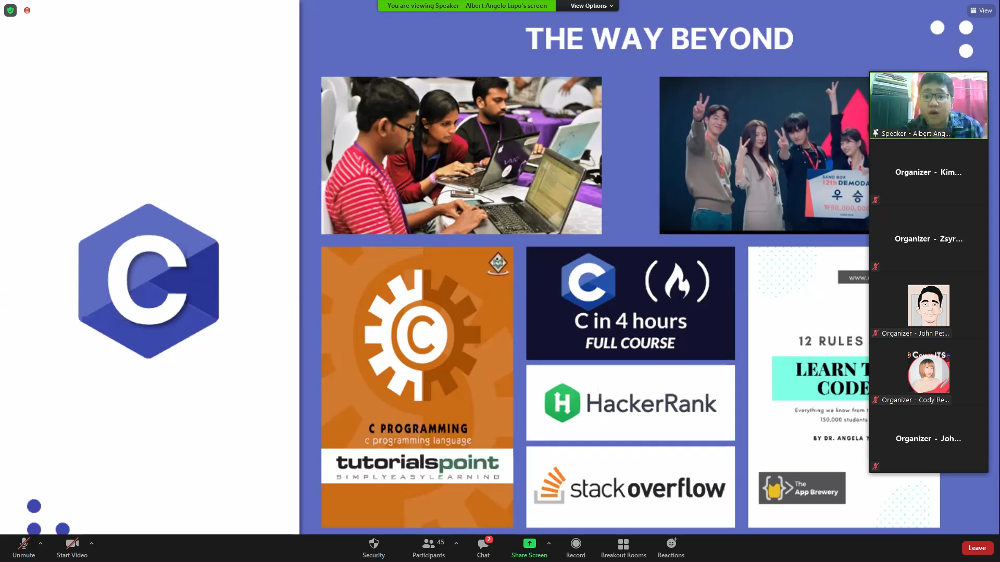 You are viewing Speaker - Albert Angelo Lupo's screen
View Options
View
THE WAY BEYOND
VAIO
SAND BOX
12th DEMODA
우 승
₩50,000,000
Speaker - Albert Ang...
Organizer - Kim...
Organizer - Zsyr...
Organizer - John Pet...
Organizer - Cody Re...
Organizer - Joh...
C
C
C PROGRAMMING
c programming language
tutorialspoint
SIMPLYEASYLEARNING
C
C in 4 hours
FULL COURSE
H
HackerRank
stackoverflow
www.
12 RULES
LEARN T
CODE
Everything we know from t
150,000 students
BY DR. ANGELA Y
The
App Brewery
Unmute
Start Video
Security
45
Participants
2
Chat
Share Screen
Record
Breakout Rooms
Reactions
Leave